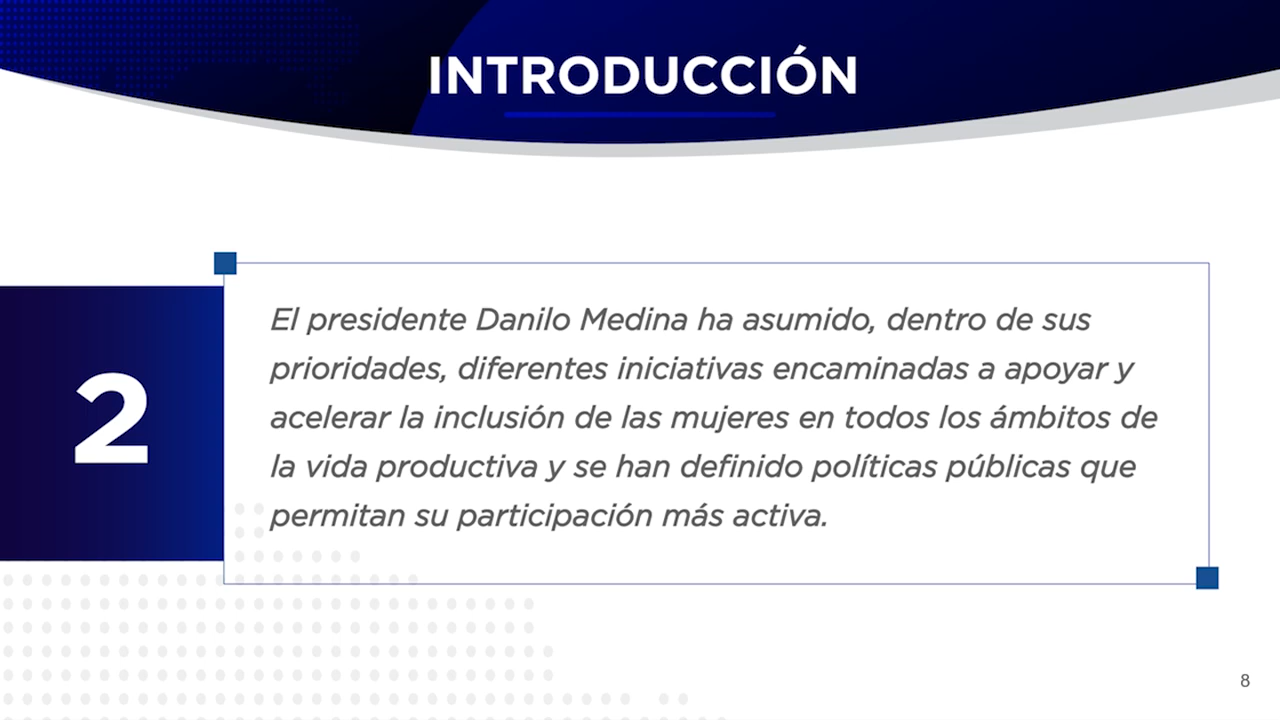 INTRODUCCIÓN
2
El presidente Danilo Medina ha asumido, dentro de sus
prioridades, diferentes iniciativas encaminadas a apoyar y
acelerar la inclusión de las mujeres en todos los ámbitos de
la vida productiva y se han definido políticas públicas que
permitan su participación más activa.
8